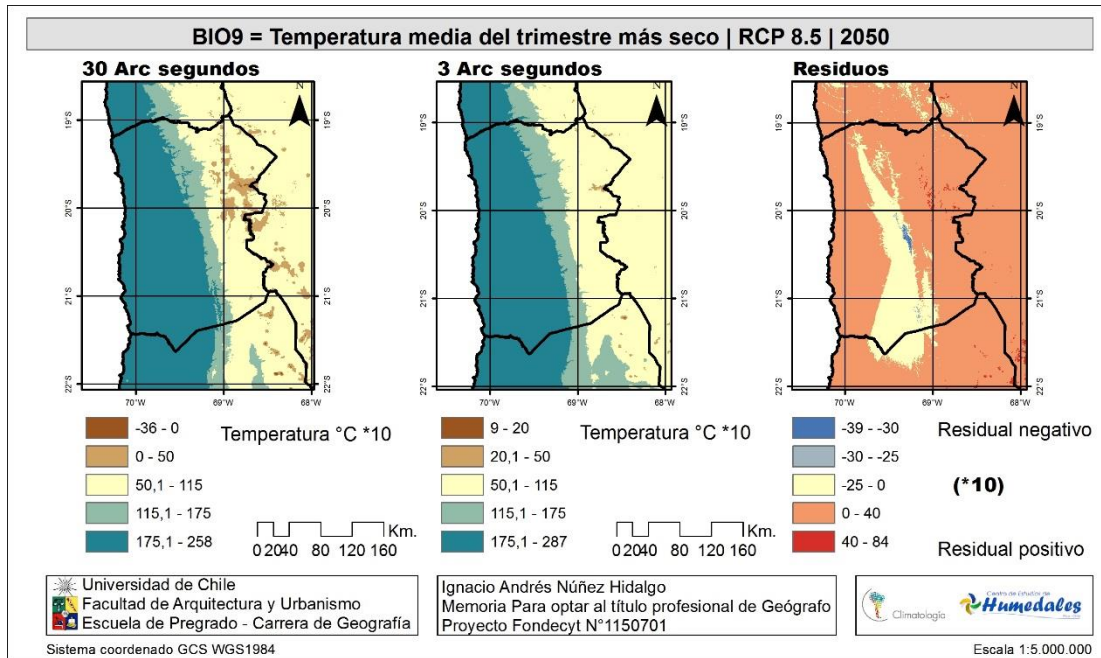 BIO9 = Temperatura media del trimestre más seco | RCP 8.5 | 2050
30 Arc segundos
3 Arc segundos
Residuos
N
N
N
19°S
19°S
19°S
19°S
19°S
19°S
20°S
20°S
20°S
20°S
20°S
20°S
21°S
21°S
21°S
21°S
21°S
21°S
22°S
22°S
22°S
22°S
22°S
22°S
70°W
69°W
68°W
70°W
69°W
68°W
70°W
69°W
68°W
-36 - 0
0 - 50
50,1 - 115
115,1 - 175
175,1 - 258
Temperatura °C *10
0 20 40 80 120 160
Km.
9 - 20
20,1 - 50
50,1 - 115
115,1 - 175
175,1 - 287
Temperatura °C *10
0 20 40 80 120 160
Km.
-39 - -30
-30 - -25
-25 - 0
0 - 40
40 - 84
Residual negativo
(*10)
Residual positivo
Universidad de Chile
Facultad de Arquitectura y Urbanismo
Escuela de Pregrado - Carrera de Geografía
Ignacio Andrés Núñez Hidalgo
Memoria Para optar al título profesional de Geógrafo
Proyecto Fondecyt N°1150701
Climatología
Centro de Estudios de
Humedales
Sistema coordenado GCS WGS1984
Escala 1:5.000.000